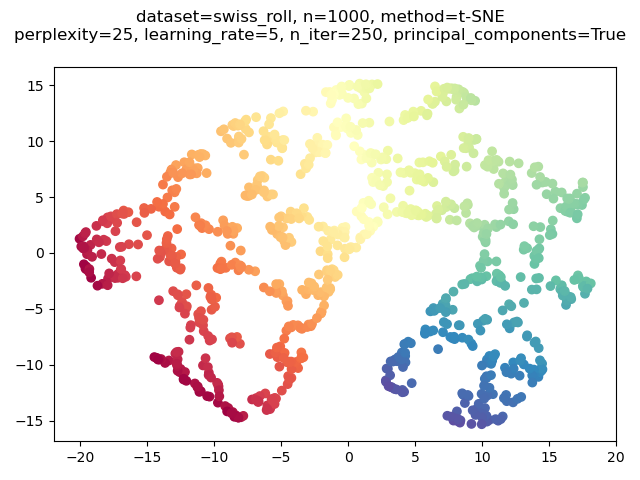 dataset=swiss_roll, n=1000, method=t-SNE
perplexity=25, learning_rate=5, n_iter=250, principal_components=True
15
10
5
0
−5
−10
−15
−20 −15 −10 −5 0 5 10 15 20